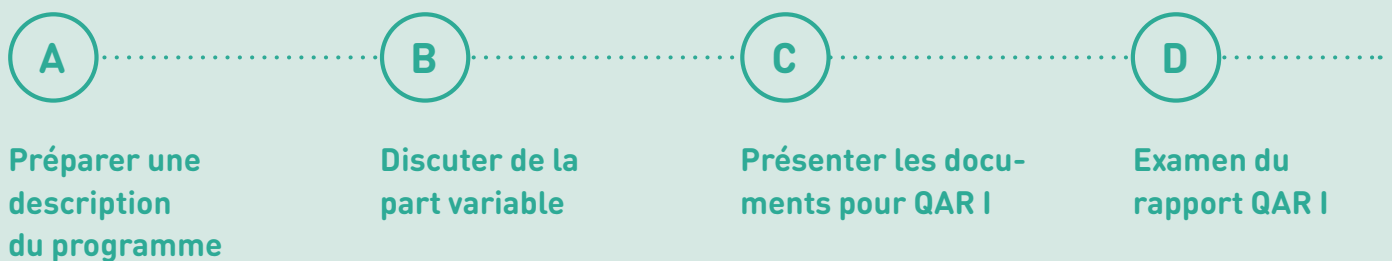 A
Préparer une
description
du programme
B
Discuter de la
part variable
C
Présenter les docu-
ments pour QAR I
D
Examen du
rapport QAR I